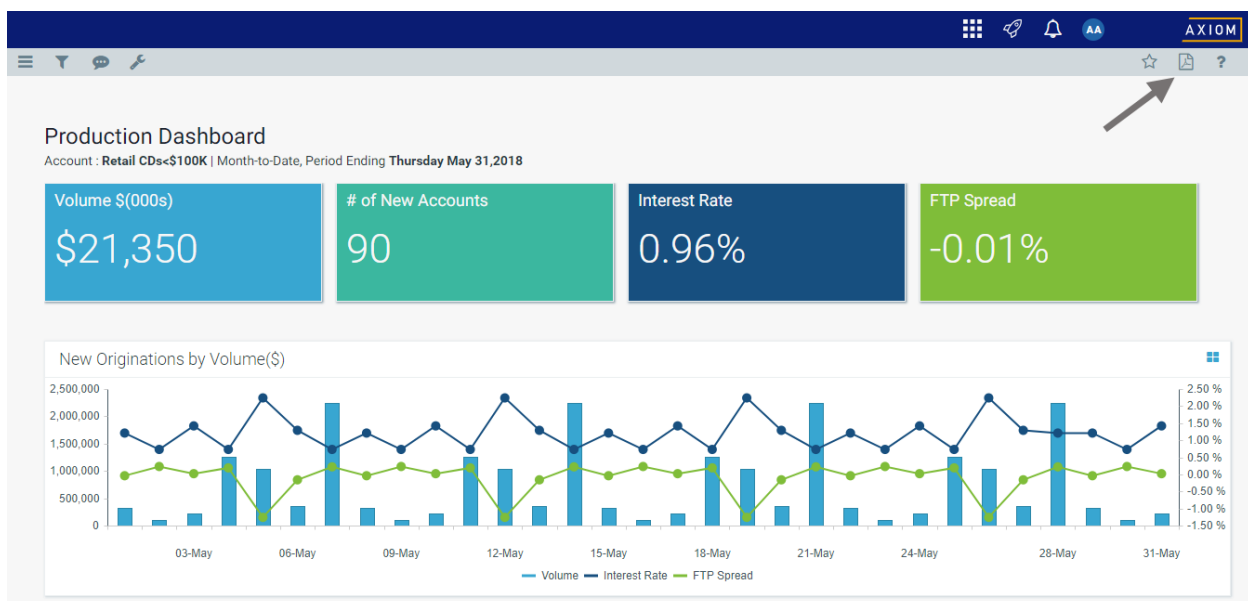 AA
AXIOM
?
Production Dashboard
Account : Retail CDs<$100K | Month-to-Date, Period Ending Thursday May 31,2018
Volume $(000s)
# of New Accounts
Interest Rate
FTP Spread
$21,350
90
0.96%
-0.01%
New Originations by Volume($)
2,500,000
2,000,000
1,500,000
1,000,000
500,000
0
2.50 %
2.00 %
1.50 %
1.00 %
0.50 %
0.00 %
-0.50 %
-1.00 %
-1.50 %
03-May
06-May
09-May
12-May
15-May
18-May
21-May
24-May
28-May
31-May
Volume
Interest Rate
FTP Spread